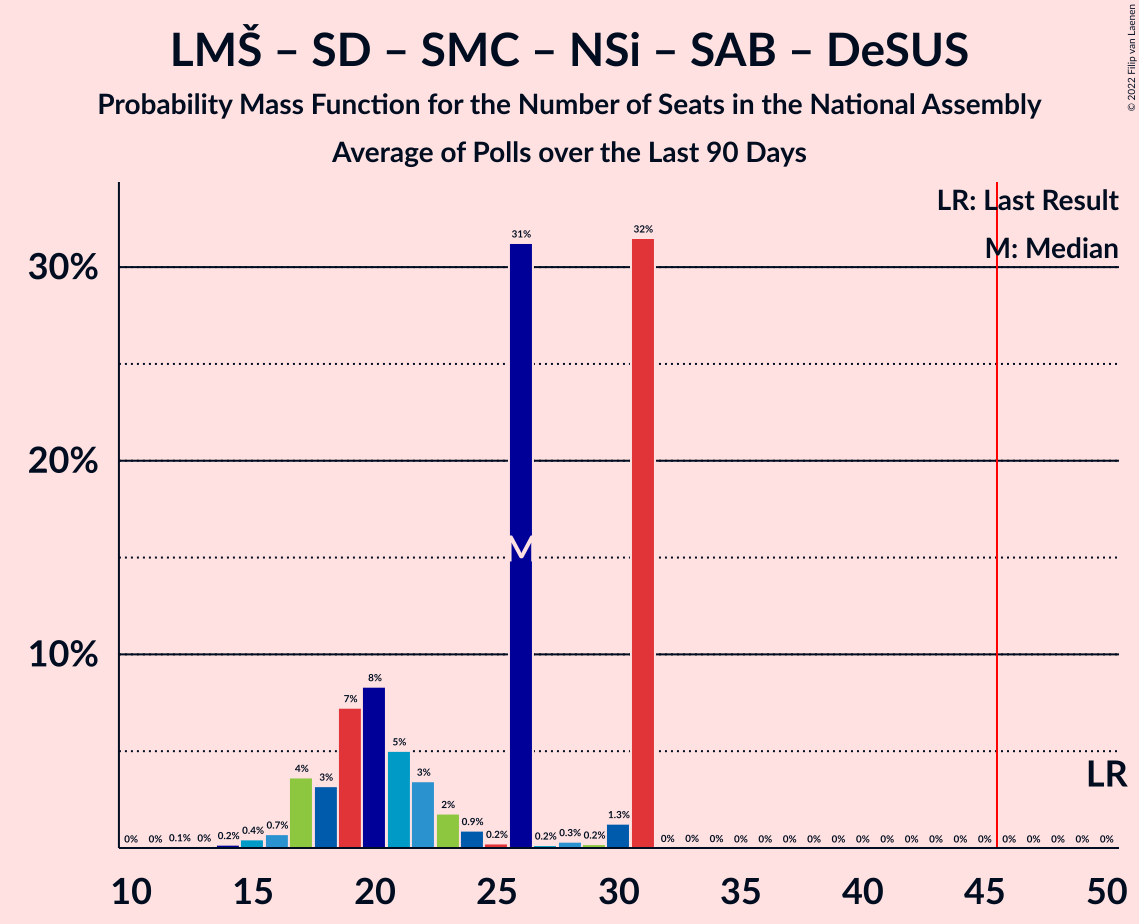 LMŠ – SD – SMC – NSi – SAB – DeSUS
Probability Mass Function for the Number of Seats in the National Assembly
Average of Polls over the Last 90 Days
© 2022 Filip van Laenen
LR: Last Result
M: Median
30%
20%
10%
0% 0% 0.1% 0% 0.2% 0.4% 0.7% 4% 3% 7% 8% 5% 3% 2% 0.9% 0.2% 31% 0.2% 0.3% 0.2% 1.3% 32% 0% 0% 0% 0% 0% 0% 0% 0% 0% 0% 0% 0% 0% 0% 0% 0% 0% 0% 0%
M
LR
10 15 20 25 30 35 40 45 50